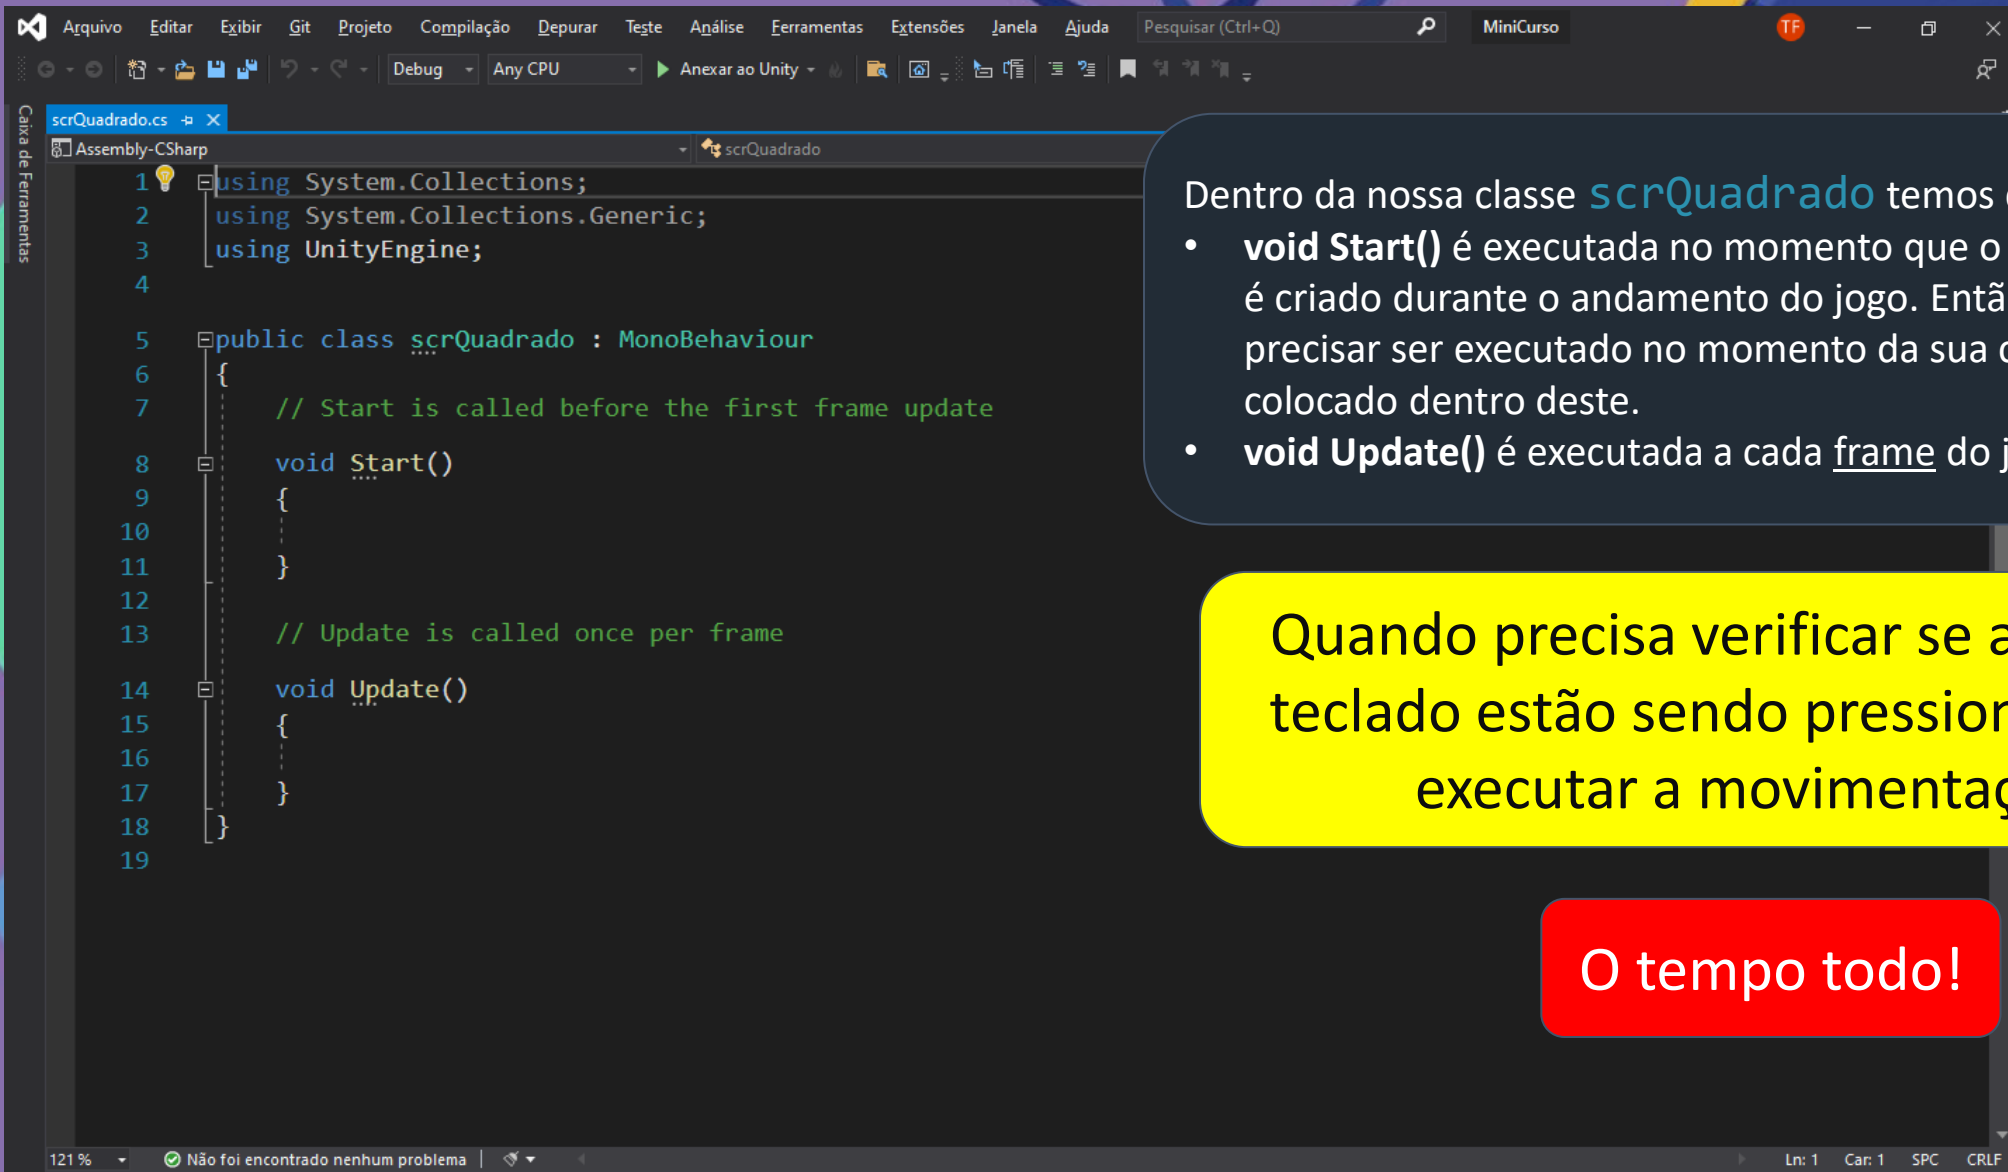 Arquivo Editar Exibir Git Projeto Compilação Depurar Teste Análise Ferramentas Extensões Janela Ajuda Pesquisar (Ctrl+Q) MiniCurso TF
Debug Any CPU Anexar ao Unity
Caixa de Ferramentas
scrQuadrado.cs
Assembly-CSharp scrQuadrado
1 using System.Collections;
2 using System.Collections.Generic;
3 using UnityEngine;
4
5 public class scrQuadrado : MonoBehaviour
6 {
7 // Start is called before the first frame update
8 void Start()
9 {
10
11 }
12
13 // Update is called once per frame
14 void Update()
15 {
16
17 }
18 }
19
Dentro da nossa classe scrQuadrado temos
• void Start() é executada no momento que o
é criado durante o andamento do jogo.
precisar ser executado no momento da sua
colocado dentro deste.
• void Update() é executada a cada frame do
Quando precisa verificar se
teclado estão sendo
executar a
O tempo todo!
121 % Não foi encontrado nenhum problema Ln: 1 Car: 1 SPC CRLF